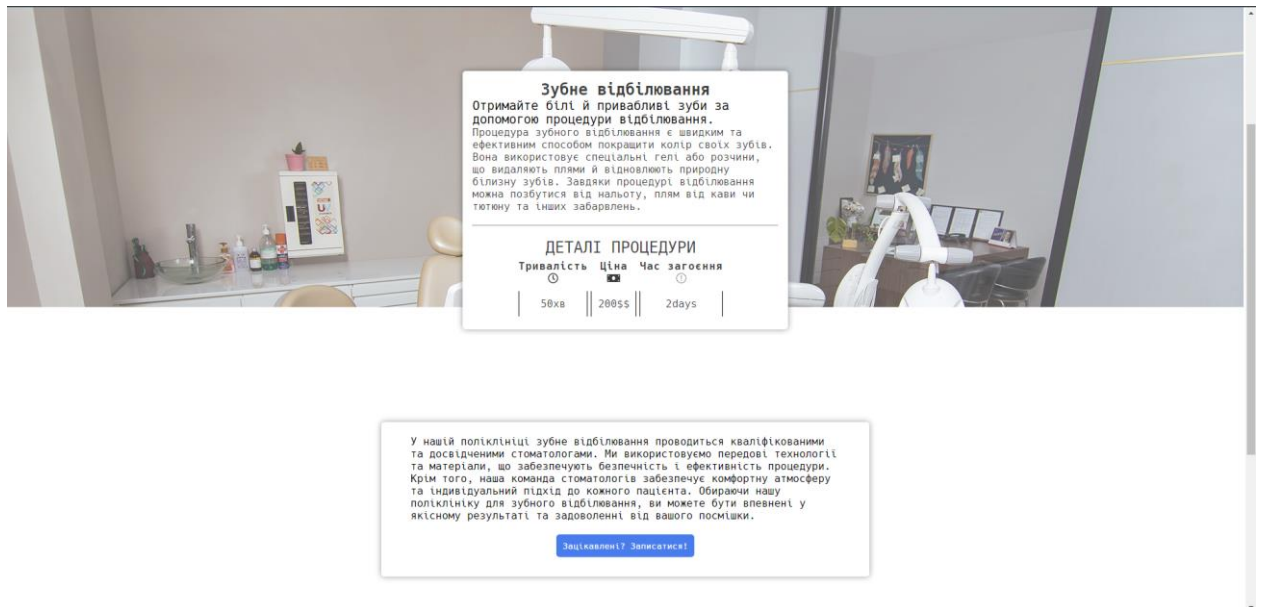 Зубне відбілювання
Отримайте білі й привабливі зуби за
допомогою процедури відбілювання.
Процедура зубного відбілювання є швидким та
ефективним способом покращити колір своїх зубів.
Вона використовує спеціальні гелі або розчини,
що видаляють плями й відновлюють природну
білизну зубів. Завдяки процедурі відбілювання
можна позбутися від нальоту, плям від кави чи
тютюну та інших забарвлень.
ДЕТАЛІ ПРОЦЕДУРИ
Тривалість Ціна Час загоєння
50хв 200$$ 2days
У нашій поліклініці зубне відбілювання проводиться кваліфікованими
та досвідченими стоматологами. Ми використовуємо передові технології
та матеріали, що забезпечують безпечність і ефективність процедури.
Крім того, наша команда стоматологів забезпечує комфортну атмосферу
та індивідуальний підхід до кожного пацієнта. Обираючи нашу
поліклініку для зубного відбілювання, ви можете бути впевнені у
якісному результаті та задоволенні від вашого посмішки.
Зацікавлені? Записатися!